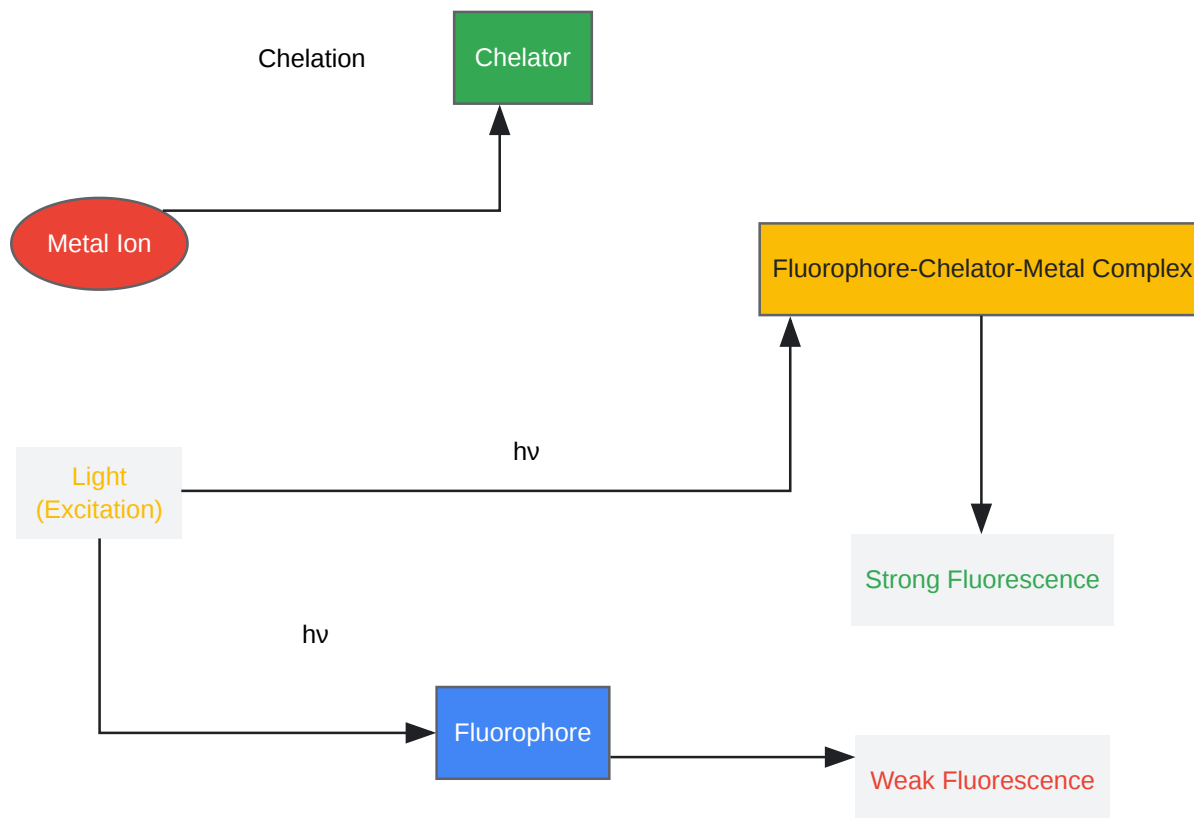 Chelation
Chelator
Metal Ion
Fluorophore-Chelator-Metal Complex
hν
Light
(Excitation)
Strong Fluorescence
hν
Fluorophore
Weak Fluorescence